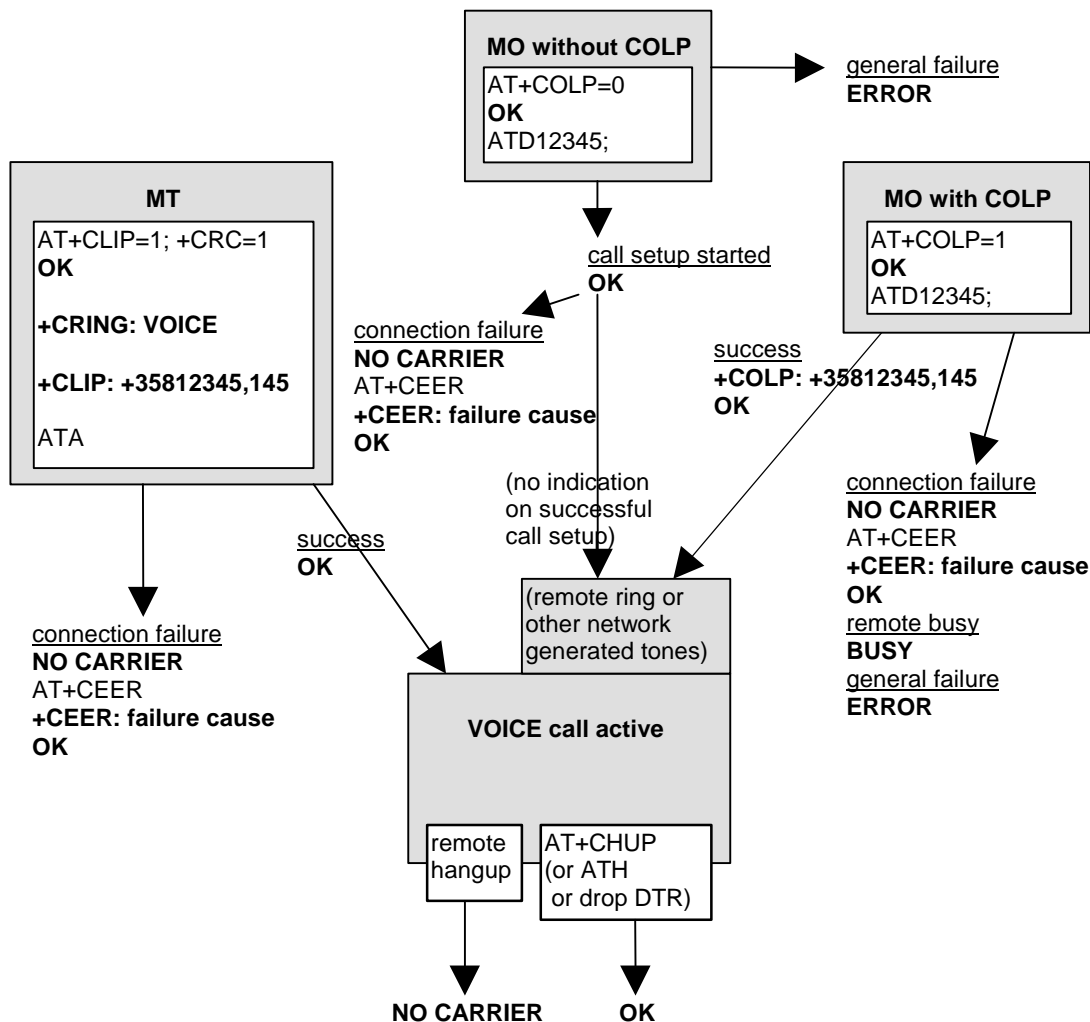 MO without COLP
AT+COLP=0
OK
ATD12345;
general failure
ERROR
MT
AT+CLIP=1; +CRC=1
OK
+CRING: VOICE
+CLIP: +35812345,145
ATA
MO with COLP
AT+COLP=1
OK
ATD12345;
call setup started
OK
connection failure
NO CARRIER
AT+CEER
+CEER: failure cause
OK
success
+COLP: +35812345,145
OK
(no indication
on successful
call setup)
success
OK
connection failure
NO CARRIER
AT+CEER
+CEER: failure cause
OK
remote busy
BUSY
general failure
ERROR
connection failure
NO CARRIER
AT+CEER
+CEER: failure cause
OK
(remote ring or
other network
generated tones)
VOICE call active
remote
hangup
AT+CHUP
(or ATH
or drop DTR)
NO CARRIER
OK